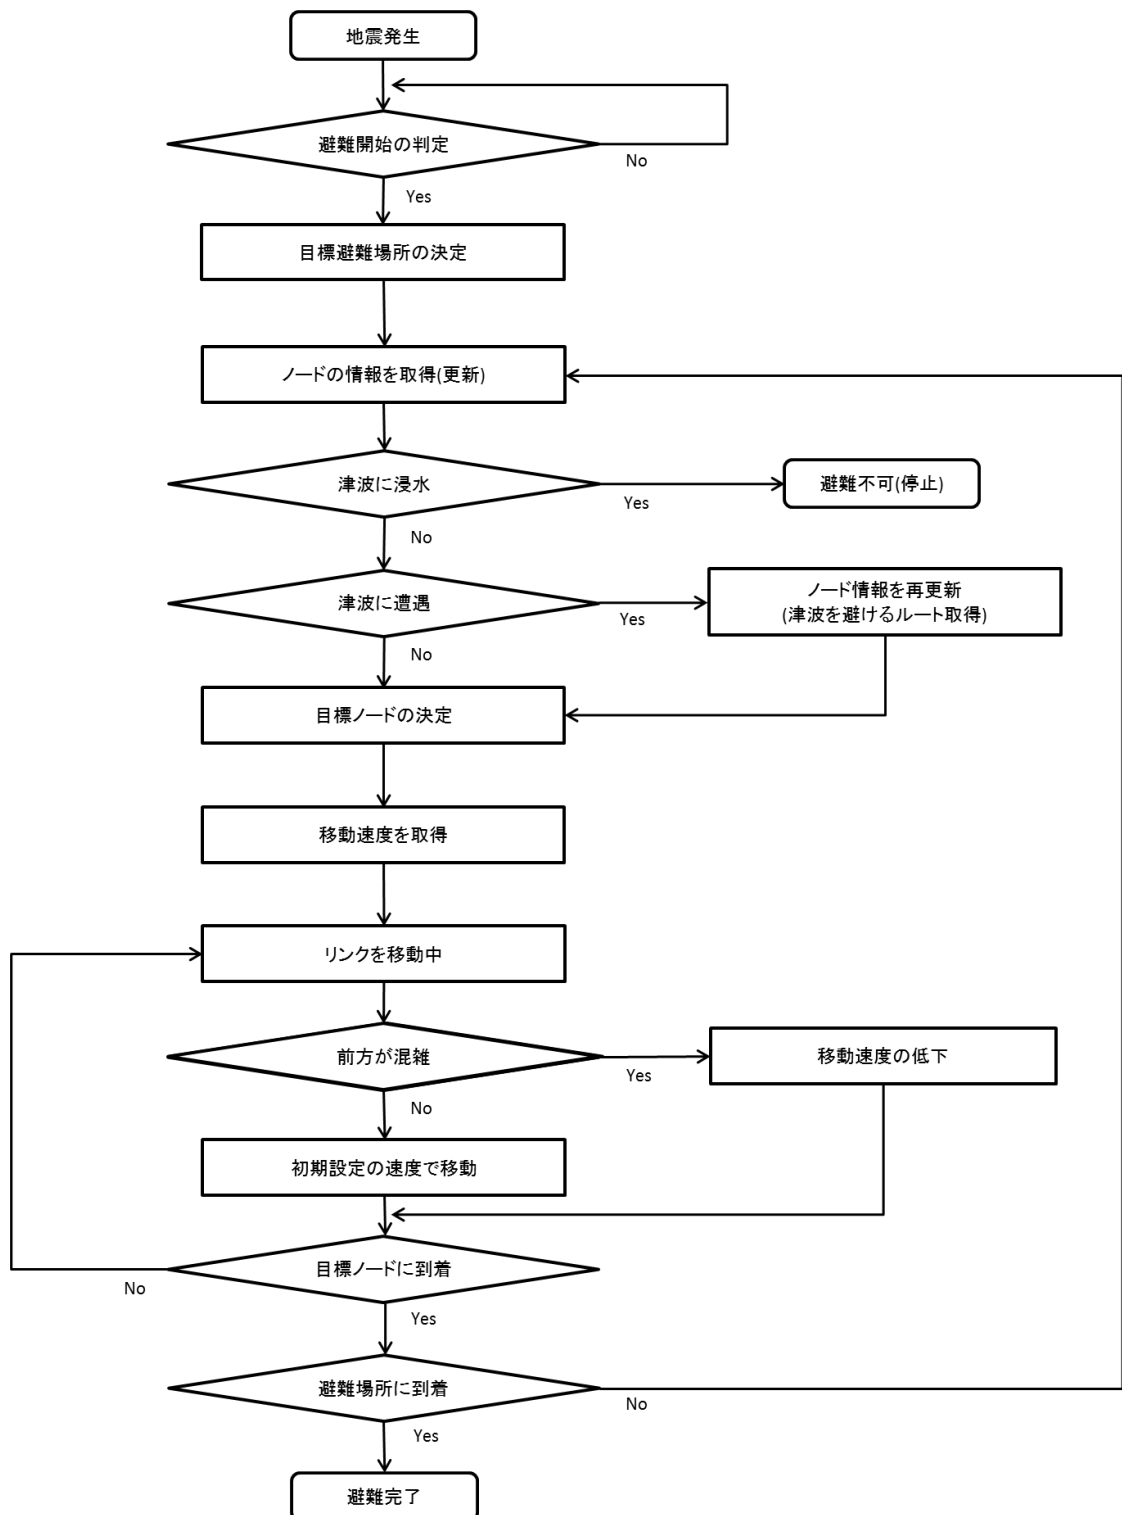 地震発生
避難開始の判定
No
Yes
目標避難場所の決定
ノードの情報を取得(更新)
津波に浸水
Yes
避難不可(停止)
No
津波に遭遇
Yes
ノード情報を再更新
(津波を避けるルート取得)
No
目標ノードの決定
移動速度を取得
リンクを移動中
前方が混雑
Yes
移動速度の低下
No
初期設定の速度で移動
目標ノードに到着
No
Yes
避難場所に到着
No
Yes
避難完了